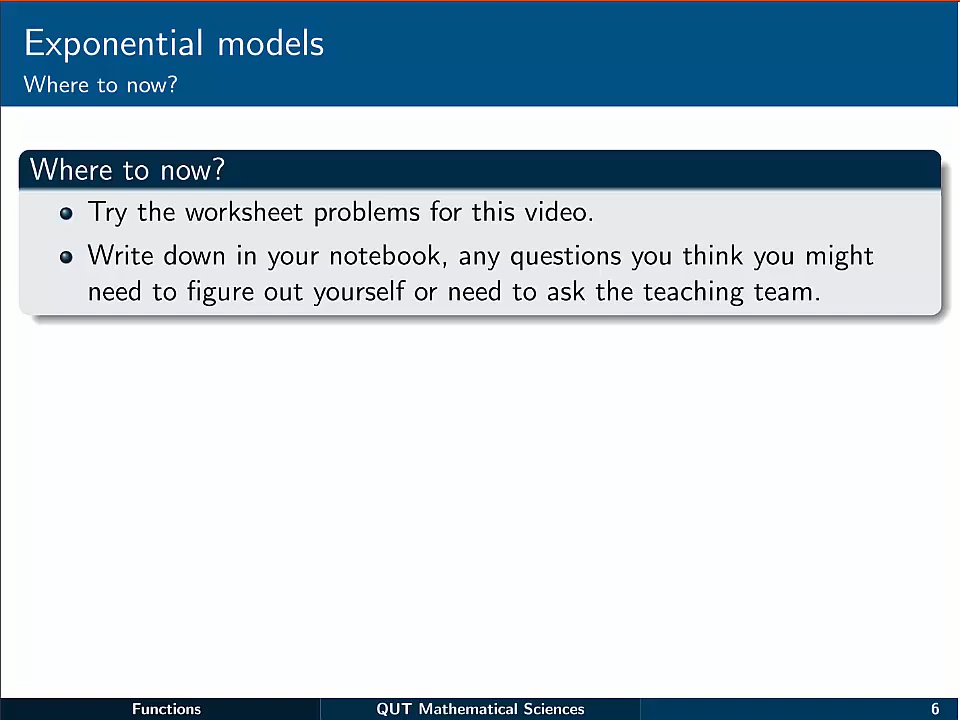 Exponential models
Where to now?
Where to now?
Try the worksheet problems for this video.
Write down in your notebook, any questions you think you might
need to figure out yourself or need to ask the teaching team.
Functions
QUT Mathematical Sciences
6